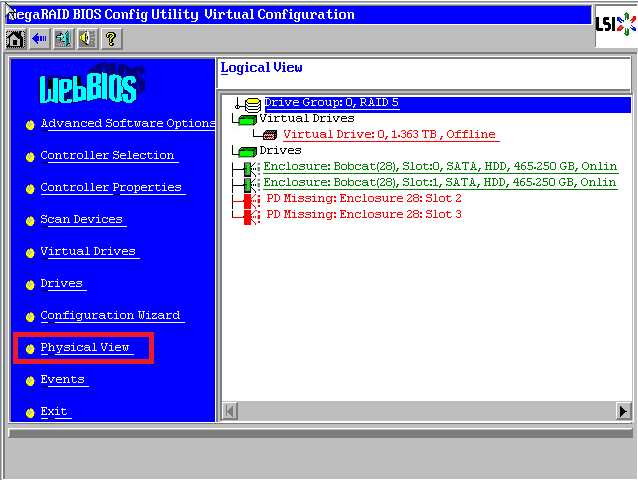 MegaRAID BIOS Config Utility Virtual Configuration
LSI
WebBIOS
Logical View
Advanced Software Options
Controller Selection
Controller Properties
Scan Devices
Virtual Drives
Drives
Configuration Wizard
Physical View
Events
Exit
Drive Group: 0, RAID 5
Virtual Drives
Virtual Drive: 0, 1.363 TB , Offline
Drives
Enclosure: Bobcat(28), Slot:0, SATA, HDD, 465.250 GB, Onlin
Enclosure: Bobcat(28), Slot:1, SATA, HDD, 465.250 GB, Onlin
PD Missing: Enclosure 28: Slot 2
PD Missing: Enclosure 28: Slot 3